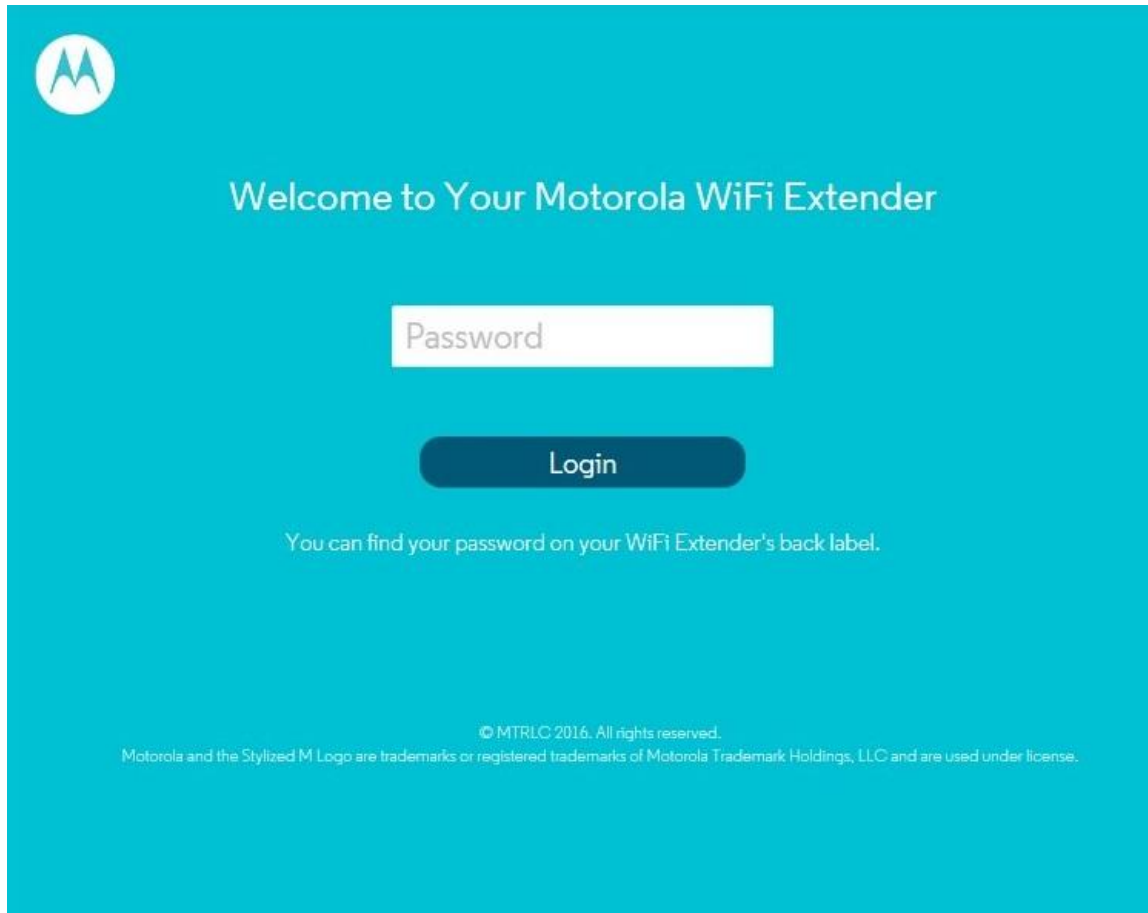 Welcome to Your Motorola WiFi Extender
Password
Login
You can find your password on your WiFi Extender's back label.
© MTRLC 2016. All rights reserved.
Motorola and the Stylized M Logo are trademarks or registered trademarks of Motorola Trademark Holdings, LLC and are used under license.